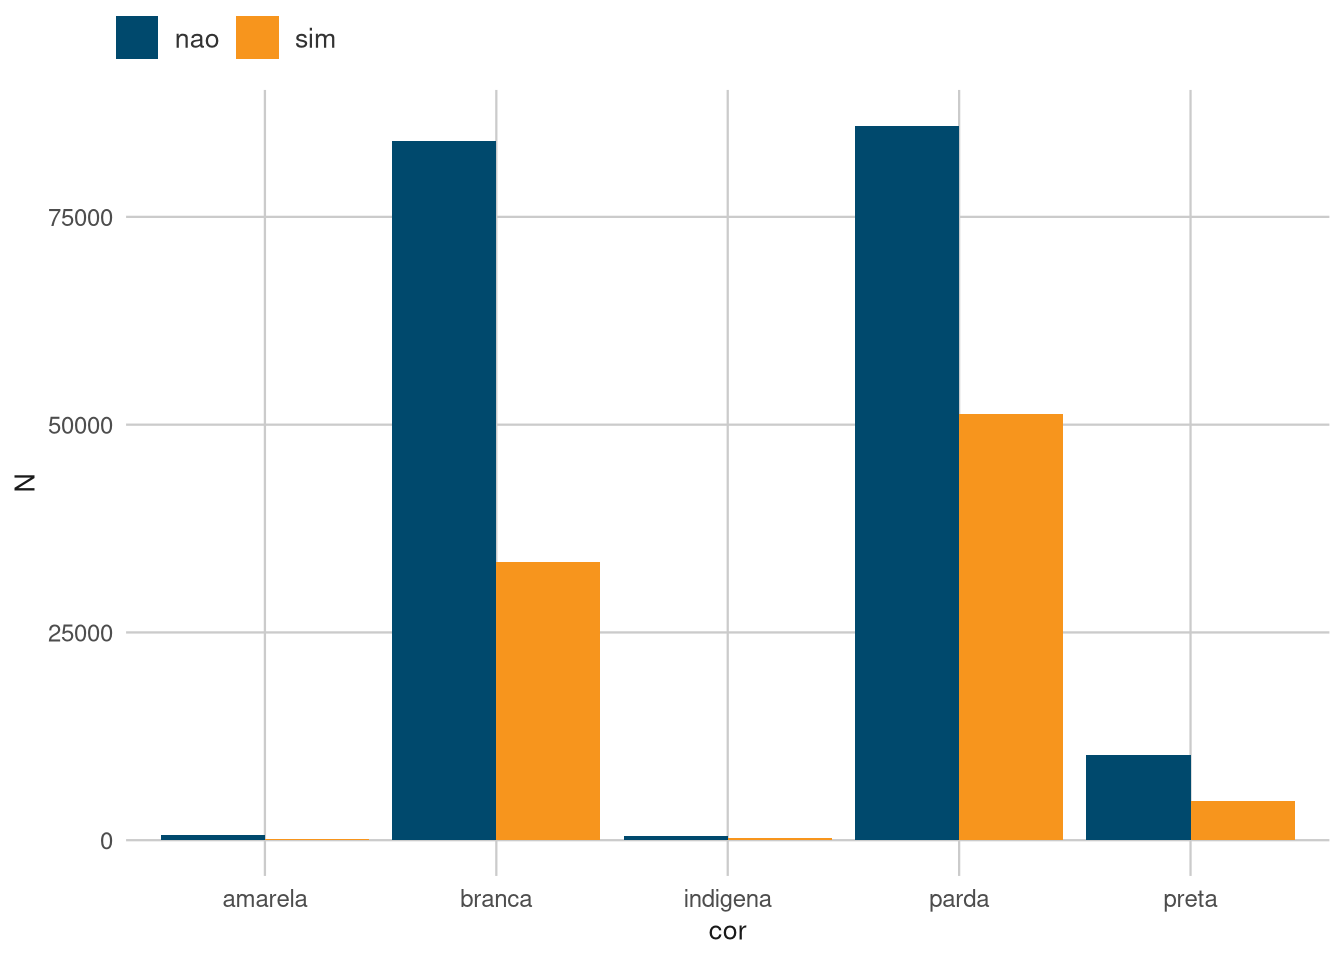 nao sim
75000
50000
N
25000
0
amarela branca indigena parda preta
cor